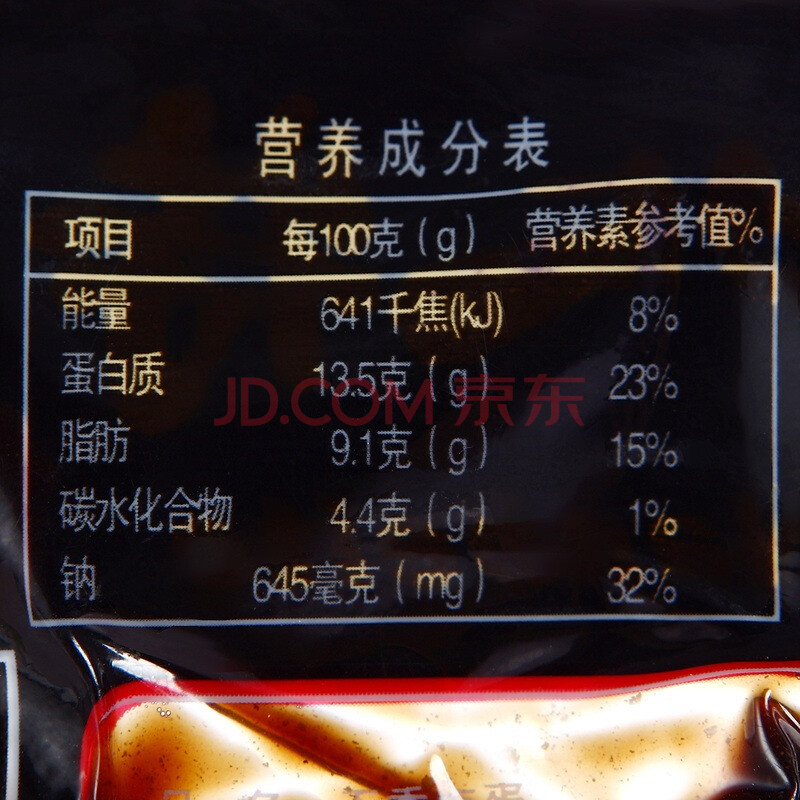 营养成分表
项目 每100克(g) 营养素参考值%
能量 641千焦(kJ) 8%
蛋白质 13.5克(g) 23%
JD.COM 京东
脂肪 9.1克(g) 15%
碳水化合物 4.4克(g) 1%
钠 645毫克(mg) 32%